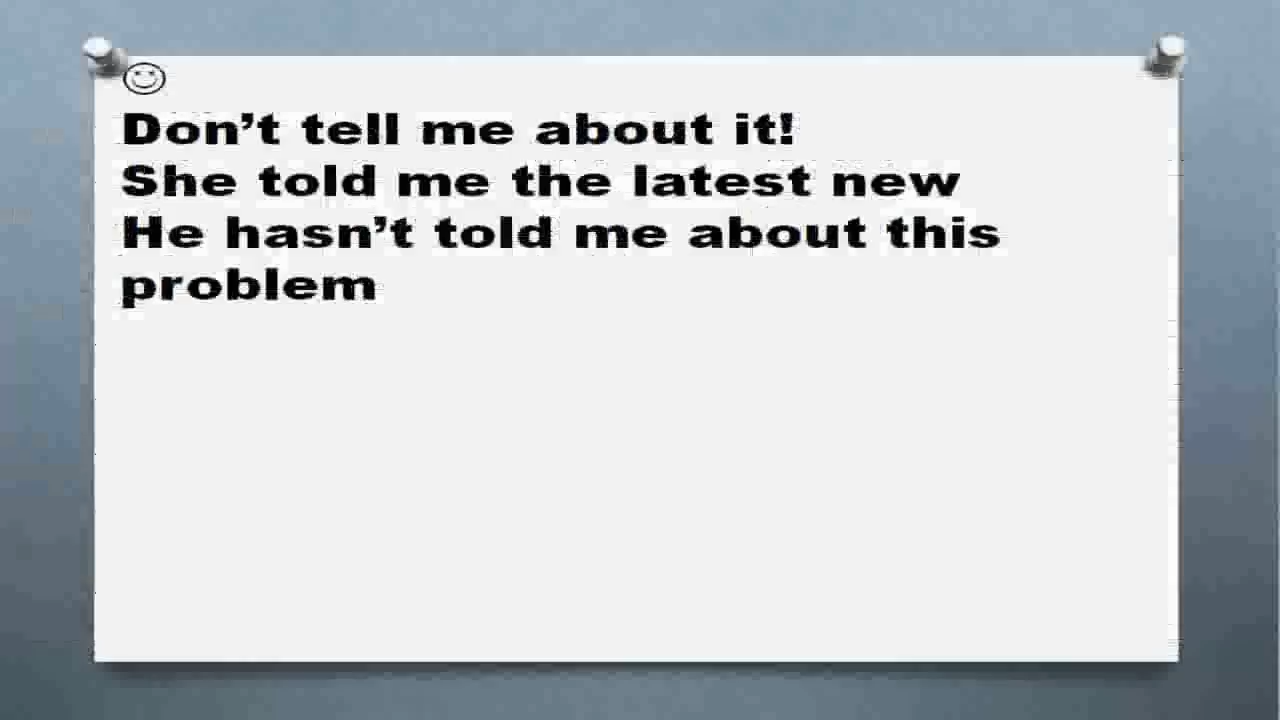 ☺
Don’t tell me about it!
She told me the latest new
He hasn’t told me about this
problem